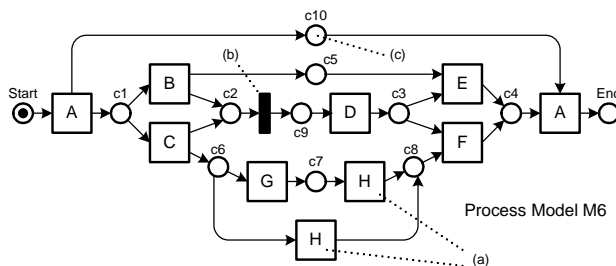 c10
(b)
(c)
c5
B
E
Start
c1
c2
c3
c4
End
A
D
A
c9
C
F
c6
c7
c8
G
H
Process Model M6
H
(a)